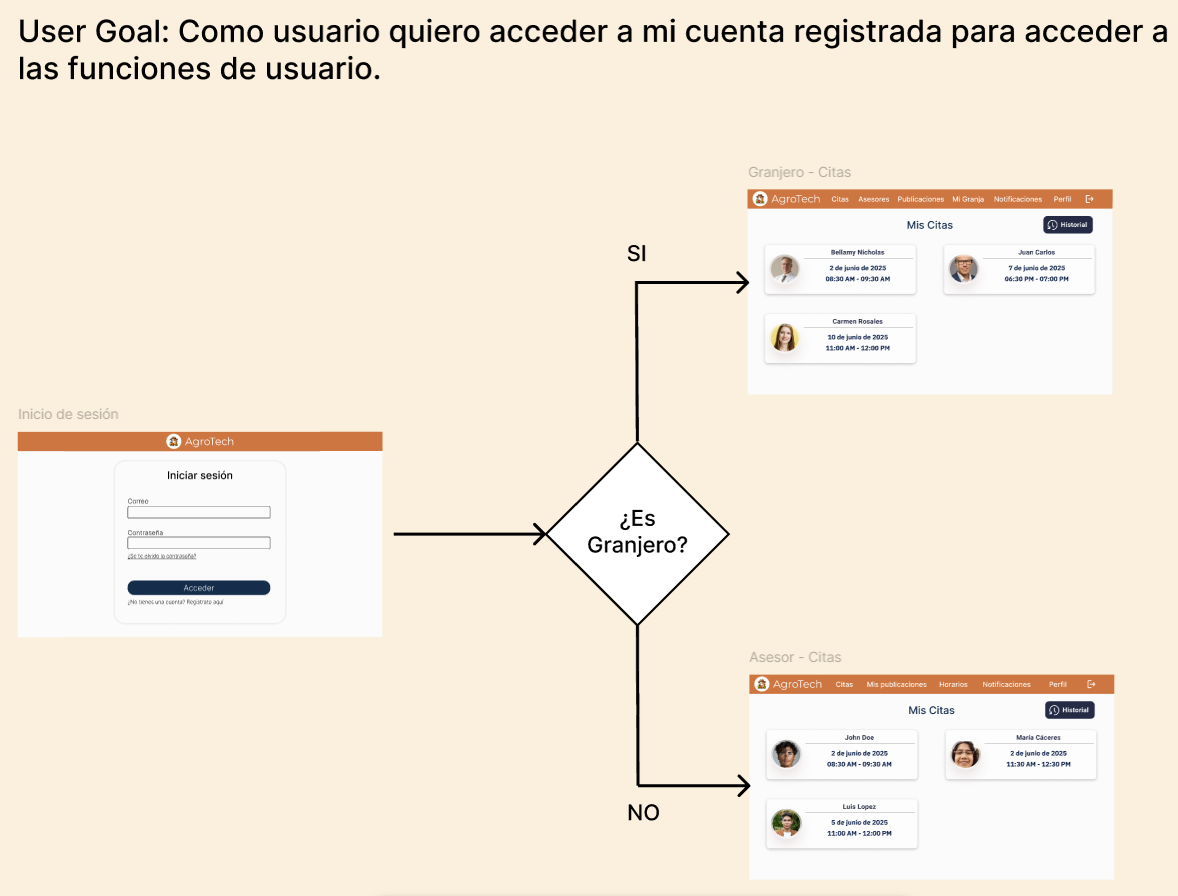 User Goal: Como usuario quiero acceder a mi cuenta registrada para acceder a
las funciones de usuario.
Granjero - Citas
AgroTech Citas Asesores Publicaciones Mi Granja Notificaciones Perfil
Mis Citas
Historial
Bellamy Nicholas
2 de junio de 2025
08:30 AM - 09:30 AM
Juan Carlos
7 de junio de 2025
06:30 PM - 07:00 PM
Carmen Rosales
10 de junio de 2025
11:00 AM - 12:00 PM
SI
Inicio de sesión
AgroTech
Iniciar sesión
Correo
Contraseña
¿Se te olvido la contraseña?
Acceder
¿No tienes una cuenta? Registrate aquí
¿Es
Granjero?
NO
Asesor - Citas
AgroTech Citas Mis publicaciones Horarios Notificaciones Perfil
Mis Citas
Historial
John Doe
2 de junio de 2025
08:30 AM - 09:30 AM
Maria Cáceres
2 de junio de 2025
11:30 AM - 12:30 PM
Luis Lopez
5 de junio de 2025
11:00 AM - 12:00 PM